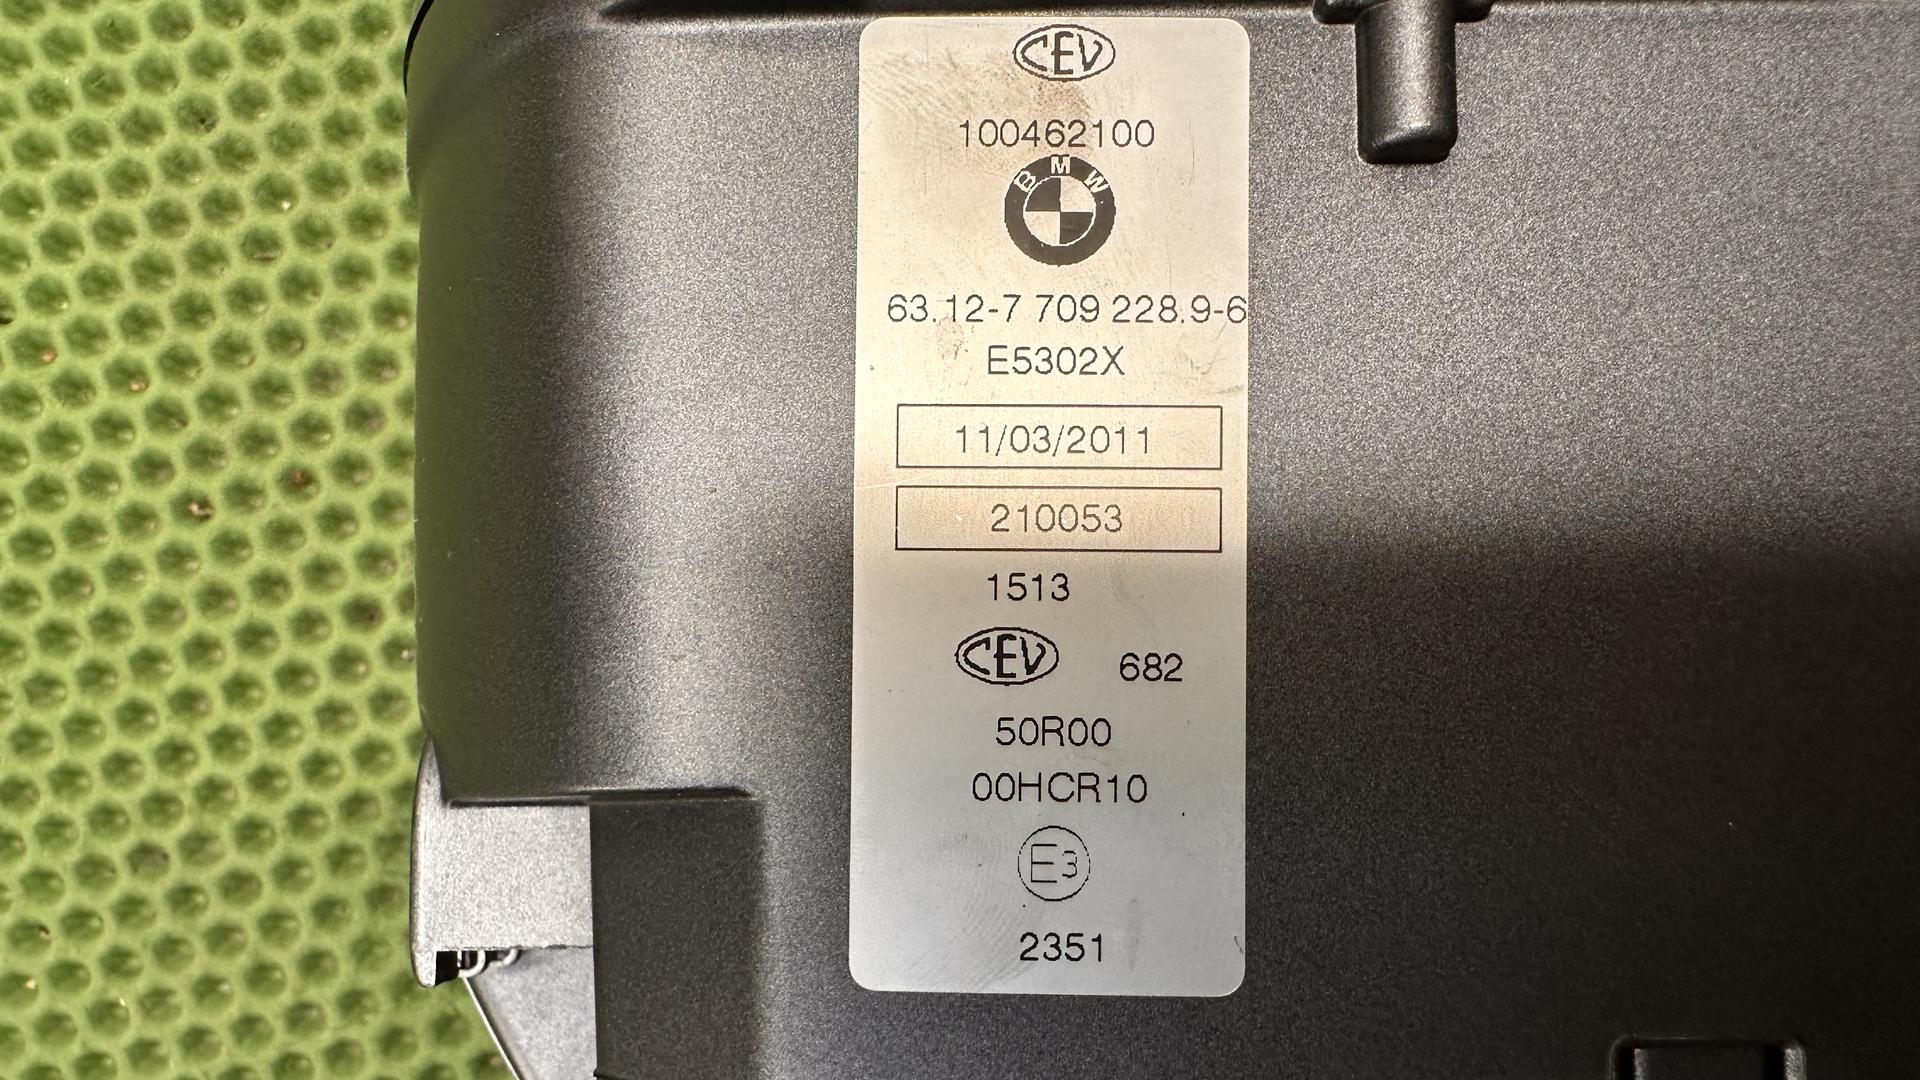 CEV
100462100
BMW
63.12-7 709 228.9-6
E5302X
11/03/2011
210053
1513
CEV 682
50R00
00HCR10
E3
2351